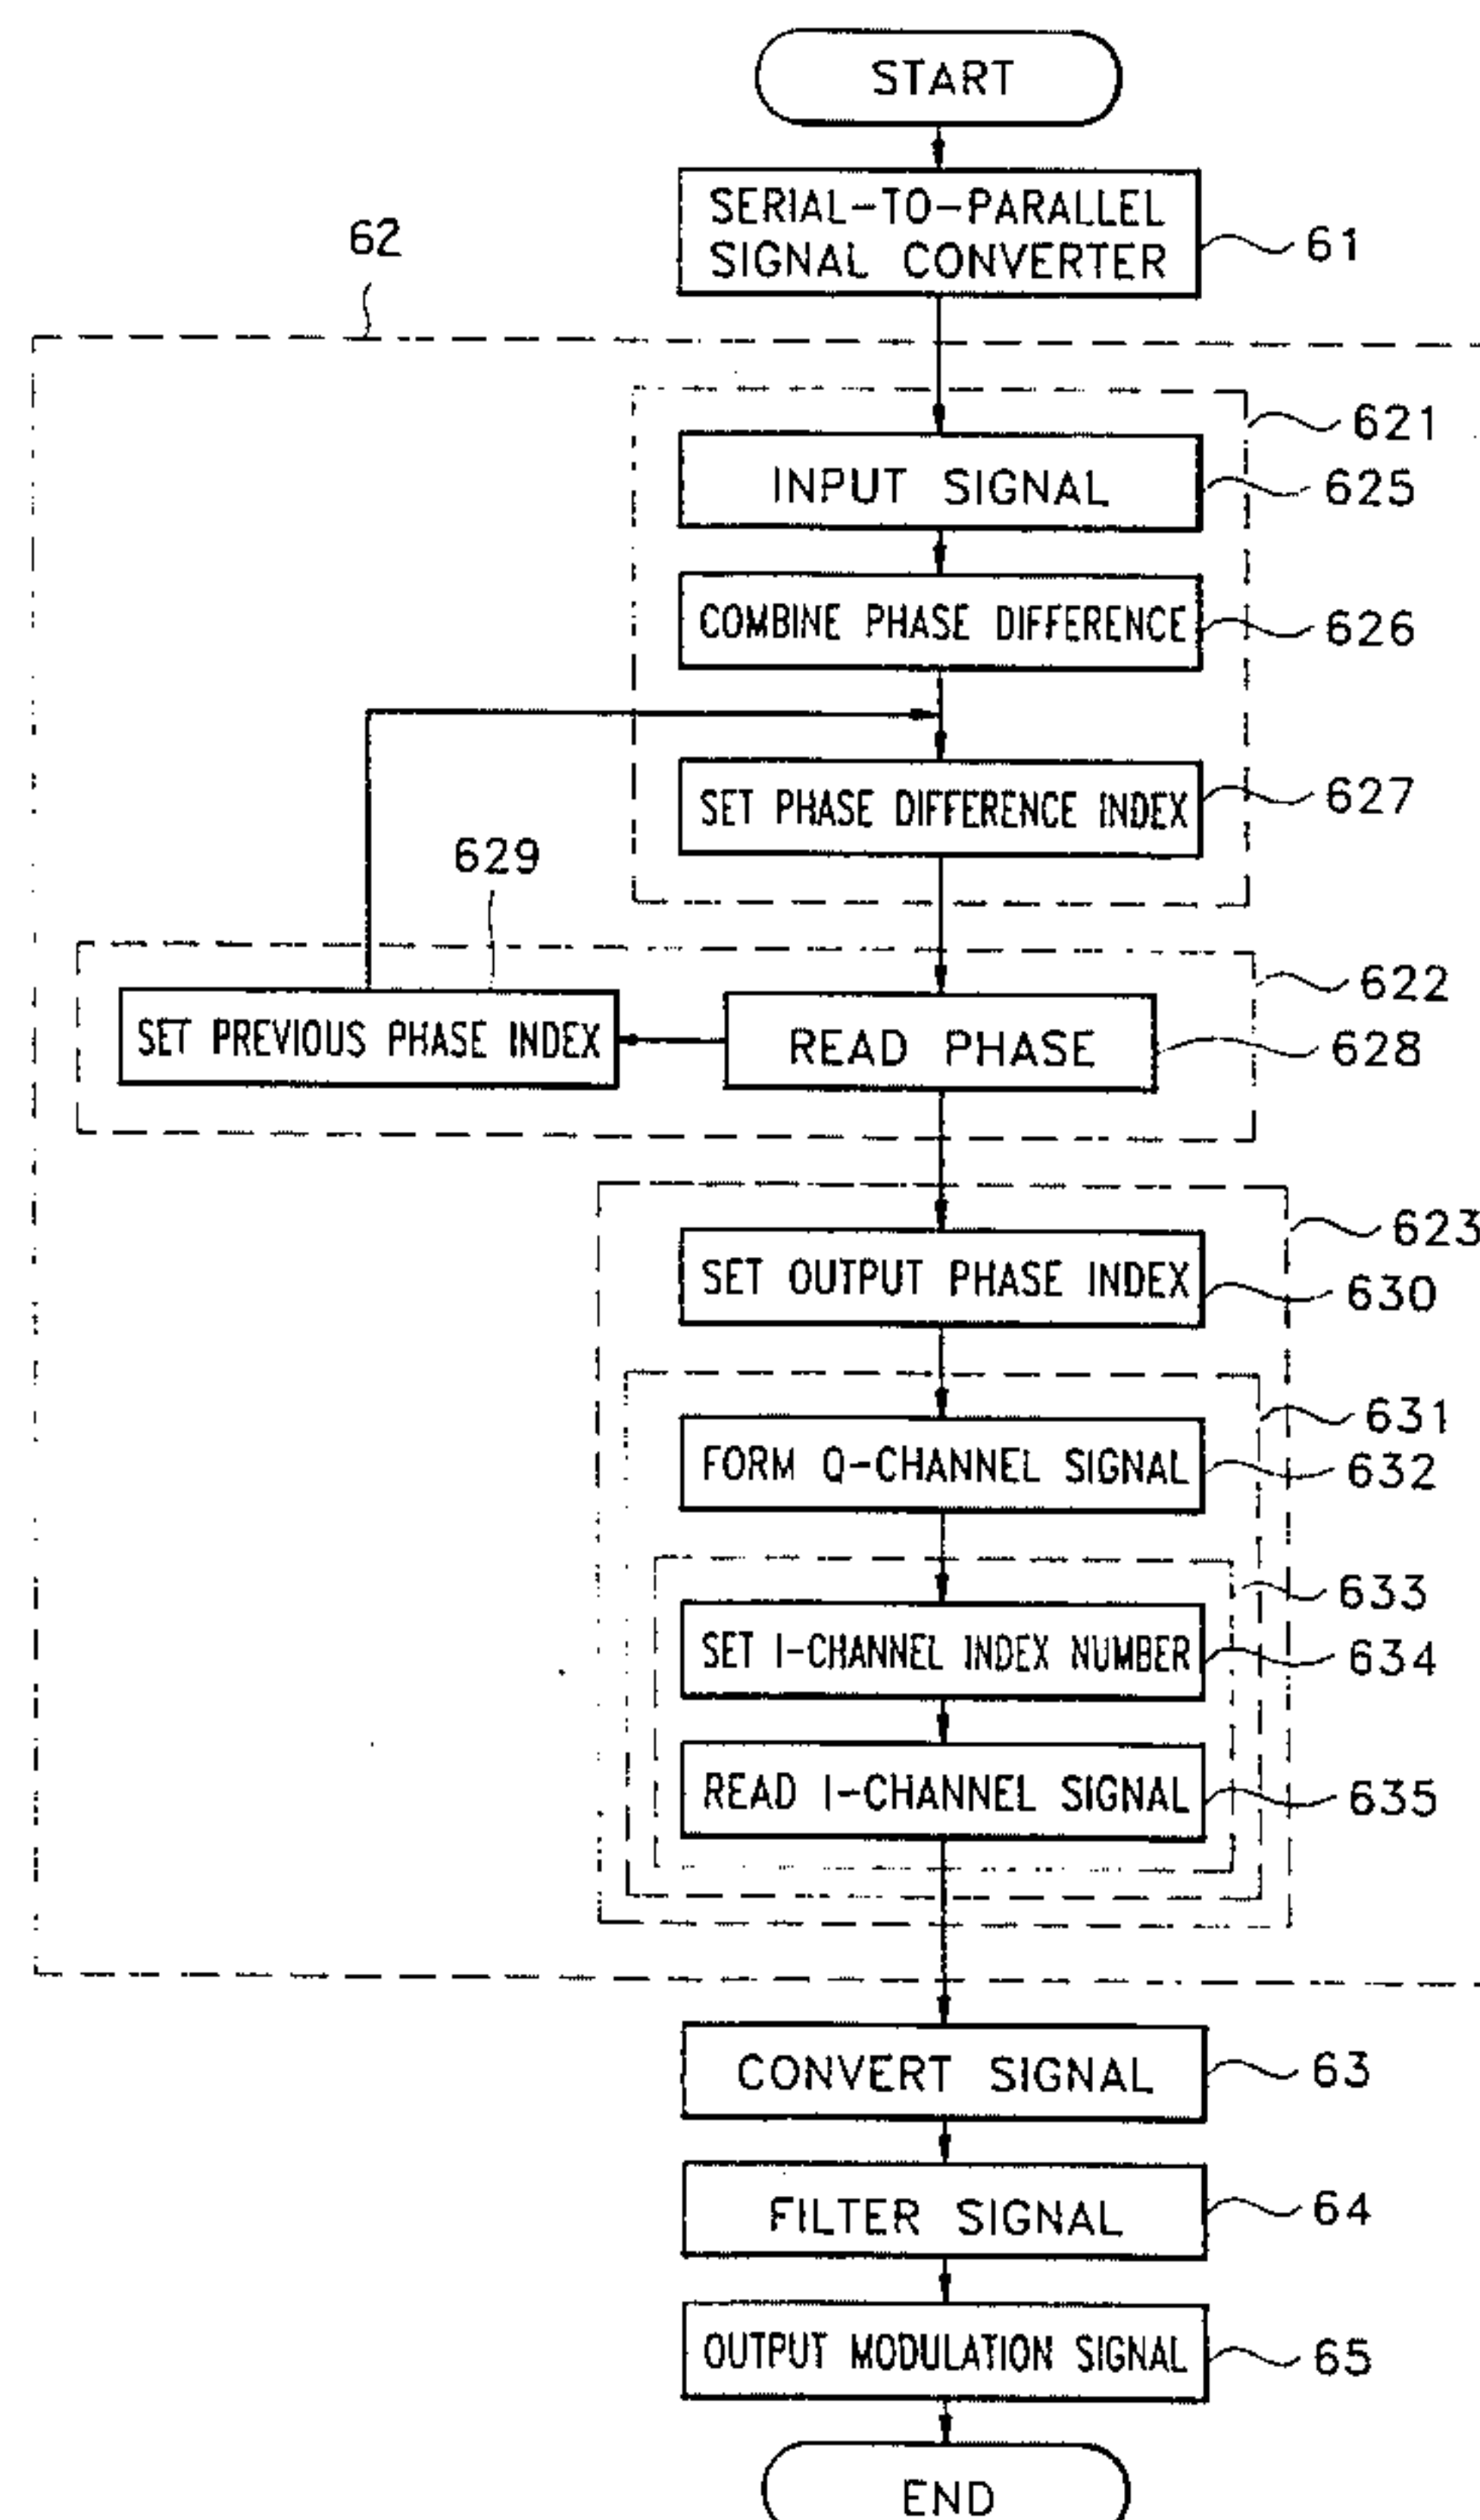 START
SERIAL-TO-PARALLEL
SIGNAL CONVERTER
61
62
621
INPUT SIGNAL
625
COMBINE PHASE DIFFERENCE
626
SET PHASE DIFFERENCE INDEX
627
629
622
SET PREVIOUS PHASE INDEX
READ PHASE
628
623
SET OUTPUT PHASE INDEX
630
631
FORM Q-CHANNEL SIGNAL
632
633
SET I-CHANNEL INDEX NUMBER
634
READ I-CHANNEL SIGNAL
635
CONVERT SIGNAL
63
FILTER SIGNAL
64
OUTPUT MODULATION SIGNAL
65
END